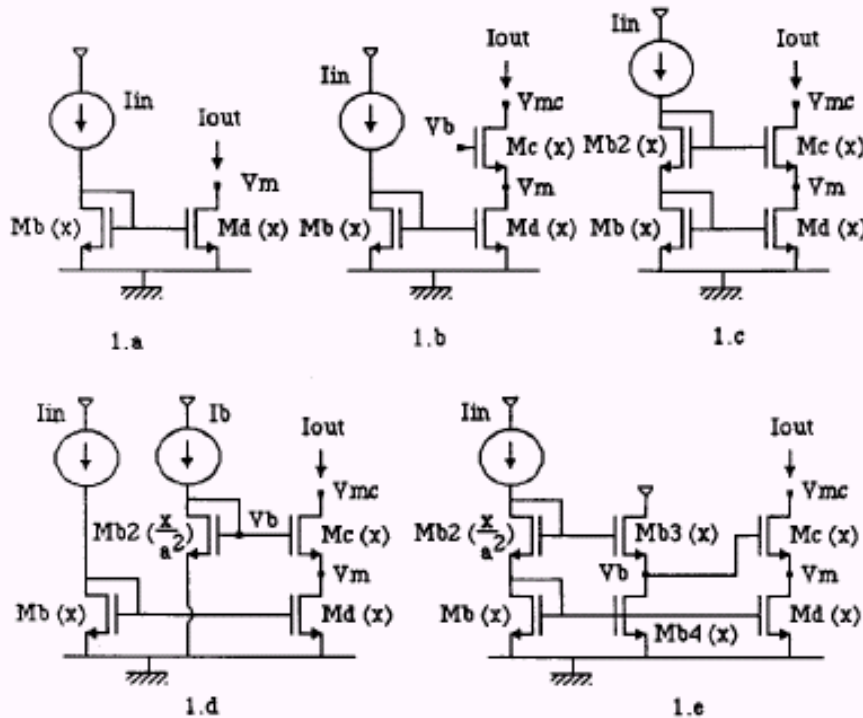 Iin
Iout
Vm
Mb (x)
Md (x)
1.a
Iin
Iout
Vmc
Vb
Mc (x)
Vm
Mb (x)
Md (x)
1.b
Iin
Iout
Vmc
Mb2 (x)
Mc (x)
Vm
Mb (x)
Md (x)
1.c
Iin
Ib
Iout
Vmc
Mb2 (x/a²)
Vb
Mc (x)
Vm
Mb (x)
Md (x)
1.d
Iin
Iout
Vmc
Mb2 (x/a²)
Mb3 (x)
Mc (x)
Vb
Vm
Mb (x)
Mb4 (x)
Md (x)
1.e